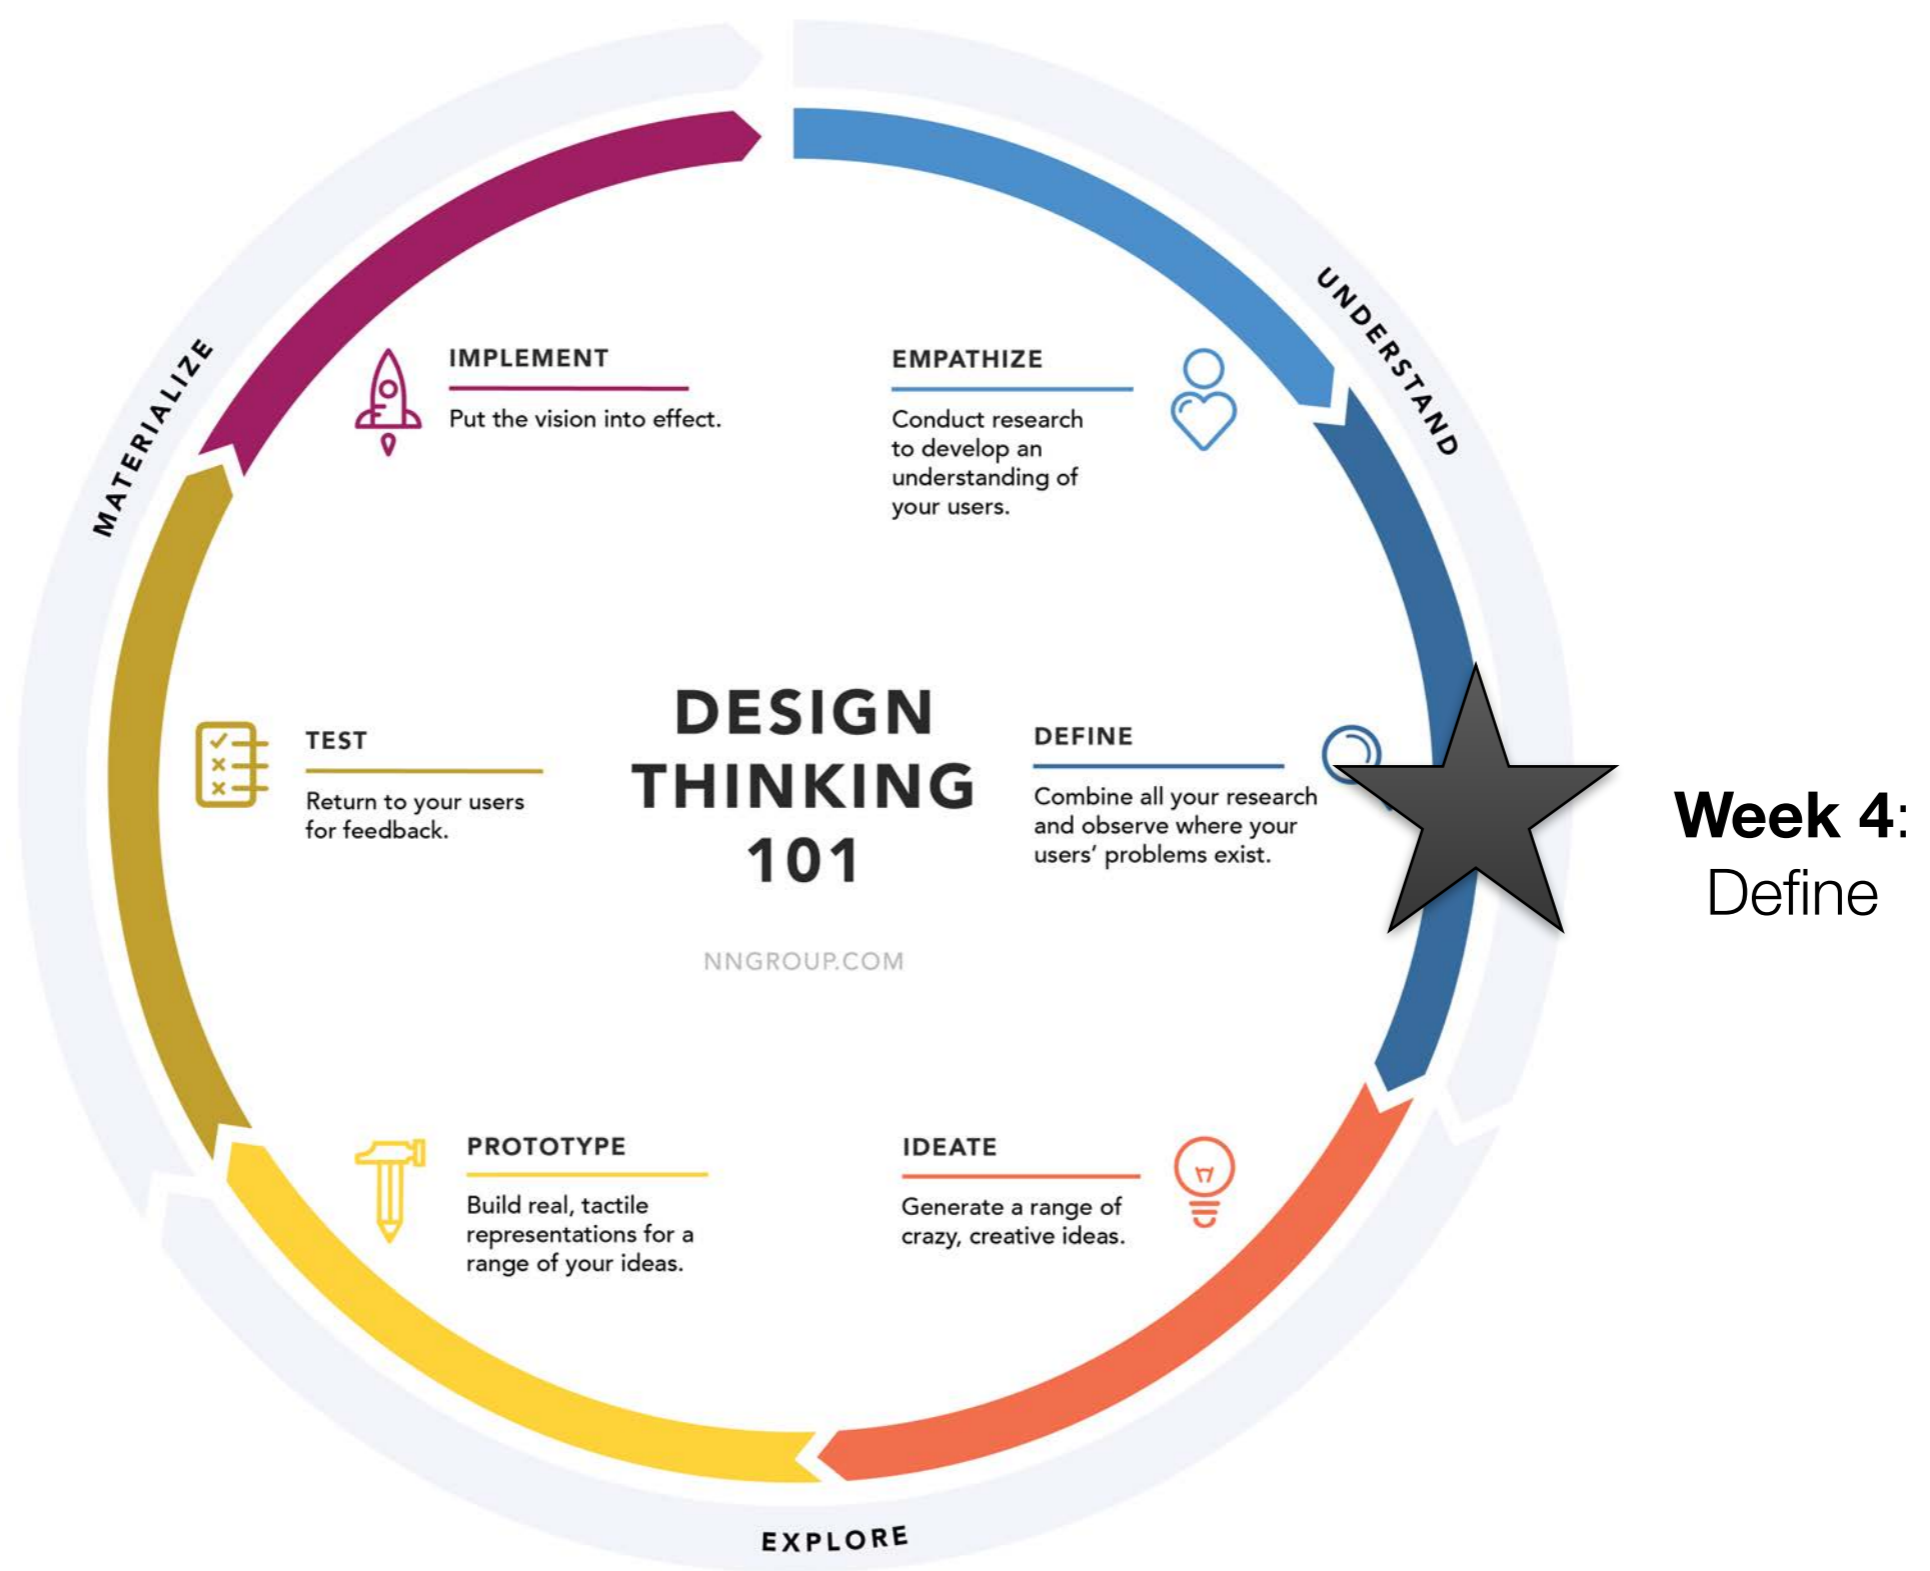 UNDERSTAND
MATERIALIZE
IMPLEMENT
Put the vision into effect.
EMPATHIZE
Conduct research
to develop an
understanding of
your users.
TEST
Return to your users
for feedback.
DESIGN
THINKING
101
NNGROUP.COM
DEFINE
Combine all your research
and observe where your
users' problems exist.
Week 4:
Define
PROTOTYPE
Build real, tactile
representations for a
range of your ideas.
IDEATE
Generate a range of
crazy, creative ideas.
EXPLORE